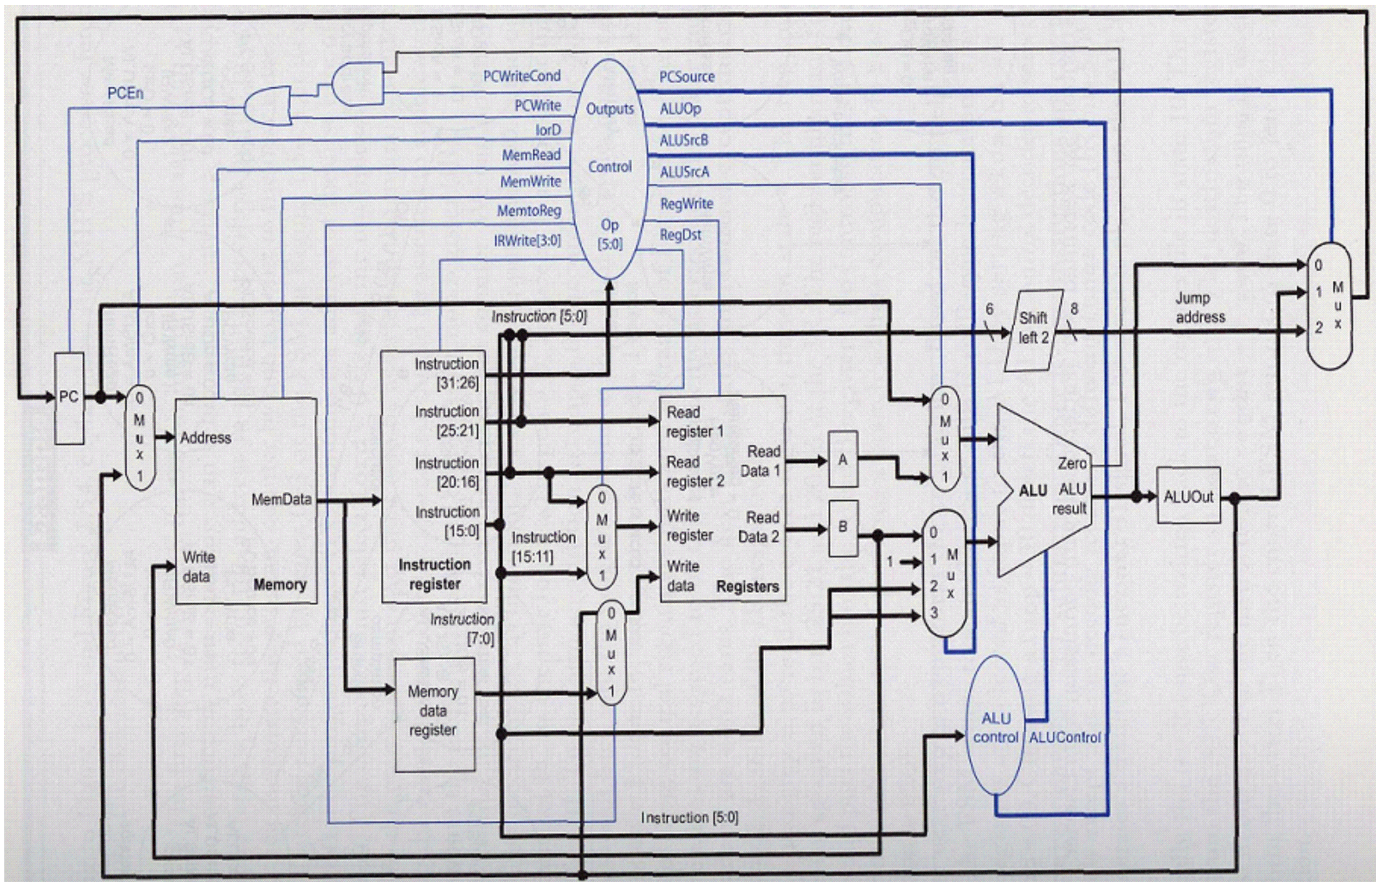 PCEn
PCWriteCond
PCWrite
IorD
MemRead
MemWrite
MemtoReg
IRWrite[3:0]
Outputs
Control
Op
[5:0]
PCSource
ALUOp
ALUSrcB
ALUSrcA
RegWrite
RegDst
Instruction [5:0]
6
Shift
left 2
8
Jump
address
0
1
2
M
u
x
PC
0
M
u
x
1
Address
MemData
Write
data
Memory
Instruction
[31:26]
Instruction
[25:21]
Instruction
[20:16]
Instruction
[15:0]
Instruction
register
Instruction
[15:11]
0
M
u
x
1
Instruction
[7:0]
0
M
u
x
1
Memory
data
register
Read
register 1
Read
register 2
Write
register
Write
data
Read
Data 1
Read
Data 2
Registers
A
B
0
M
u
x
1
1
0
1
2
3
M
u
x
Zero
ALU
ALU
result
ALUOut
ALU
control
ALUControl
Instruction [5:0]